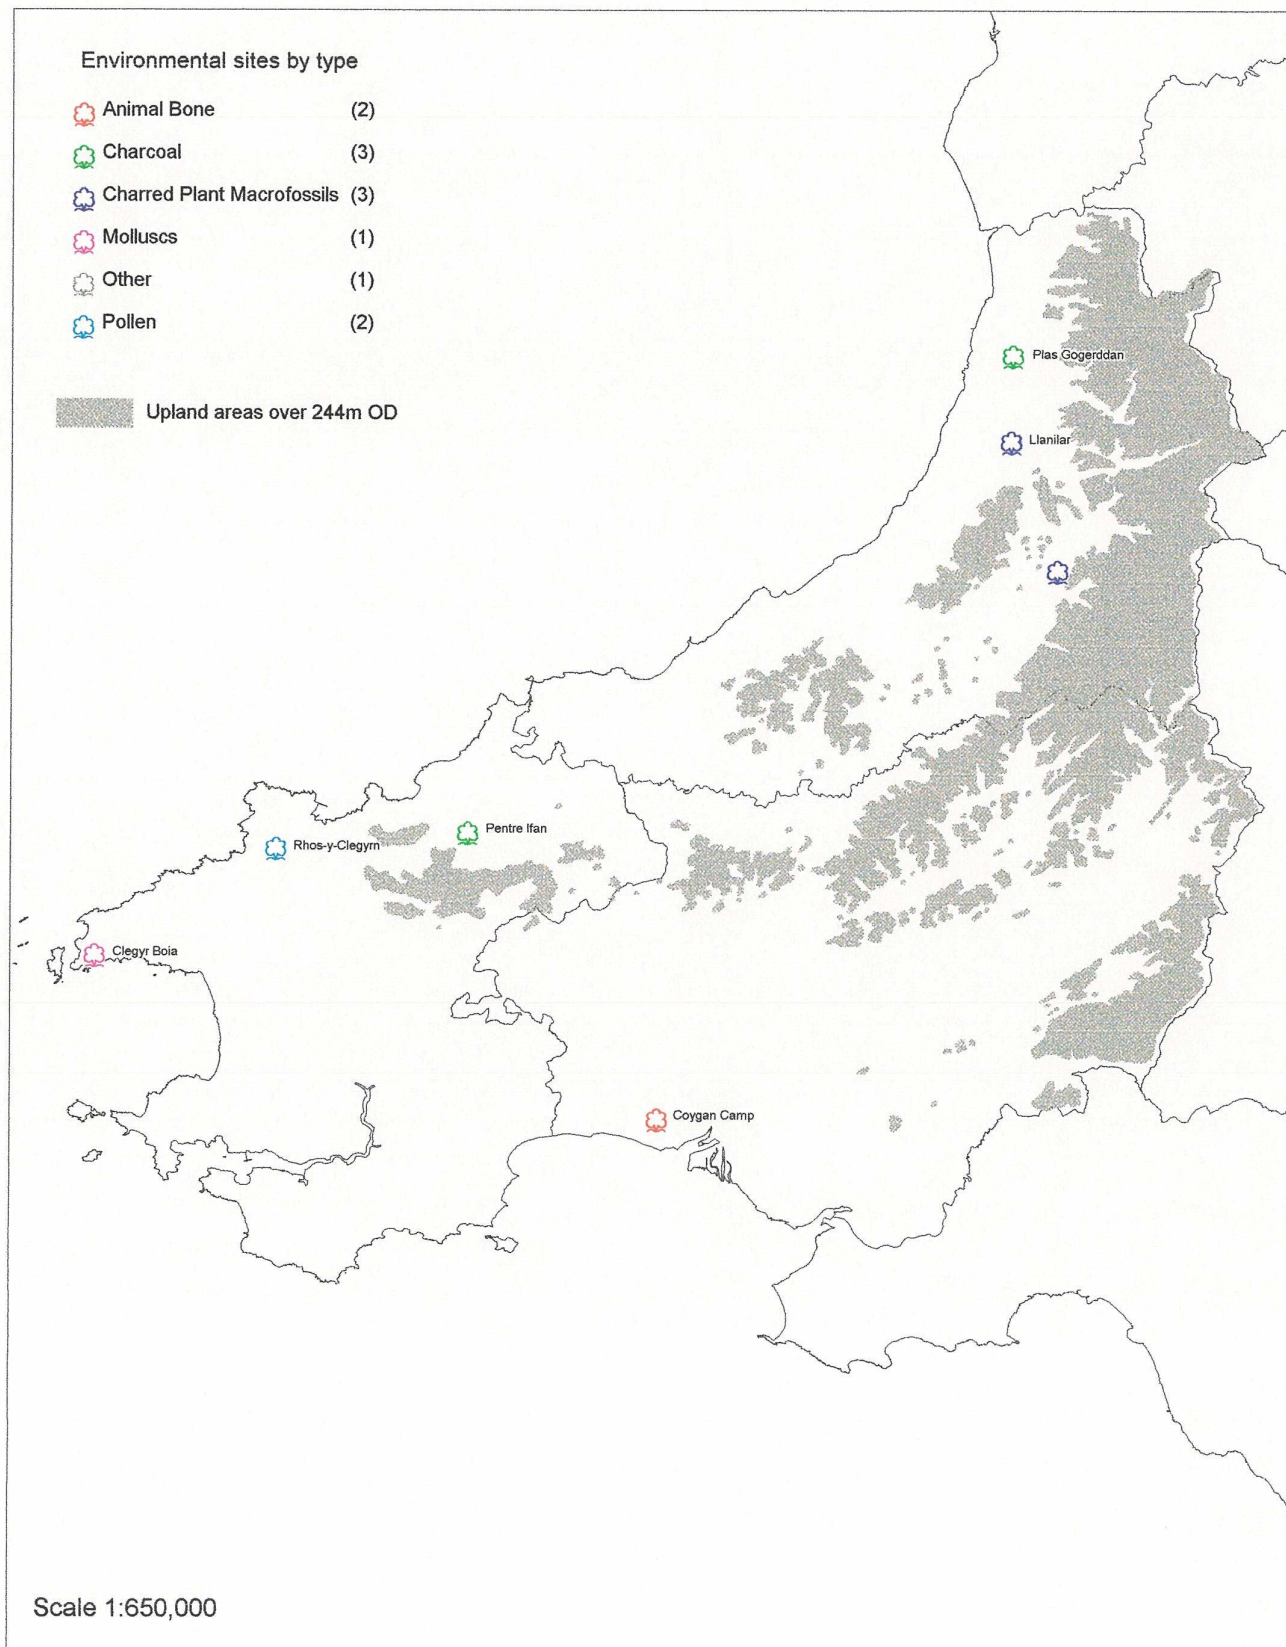 Environmental sites by type
Animal Bone (2)
Charcoal (3)
Charred Plant Macrofossils (3)
Molluscs (1)
Other (1)
Pollen (2)
Upland areas over 244m OD
Plas Gogerddan
Llanilar
Pentre Ifan
Rhos-y-Clegyrn
Clegyr Boia
Coygan Camp
Scale 1:650,000